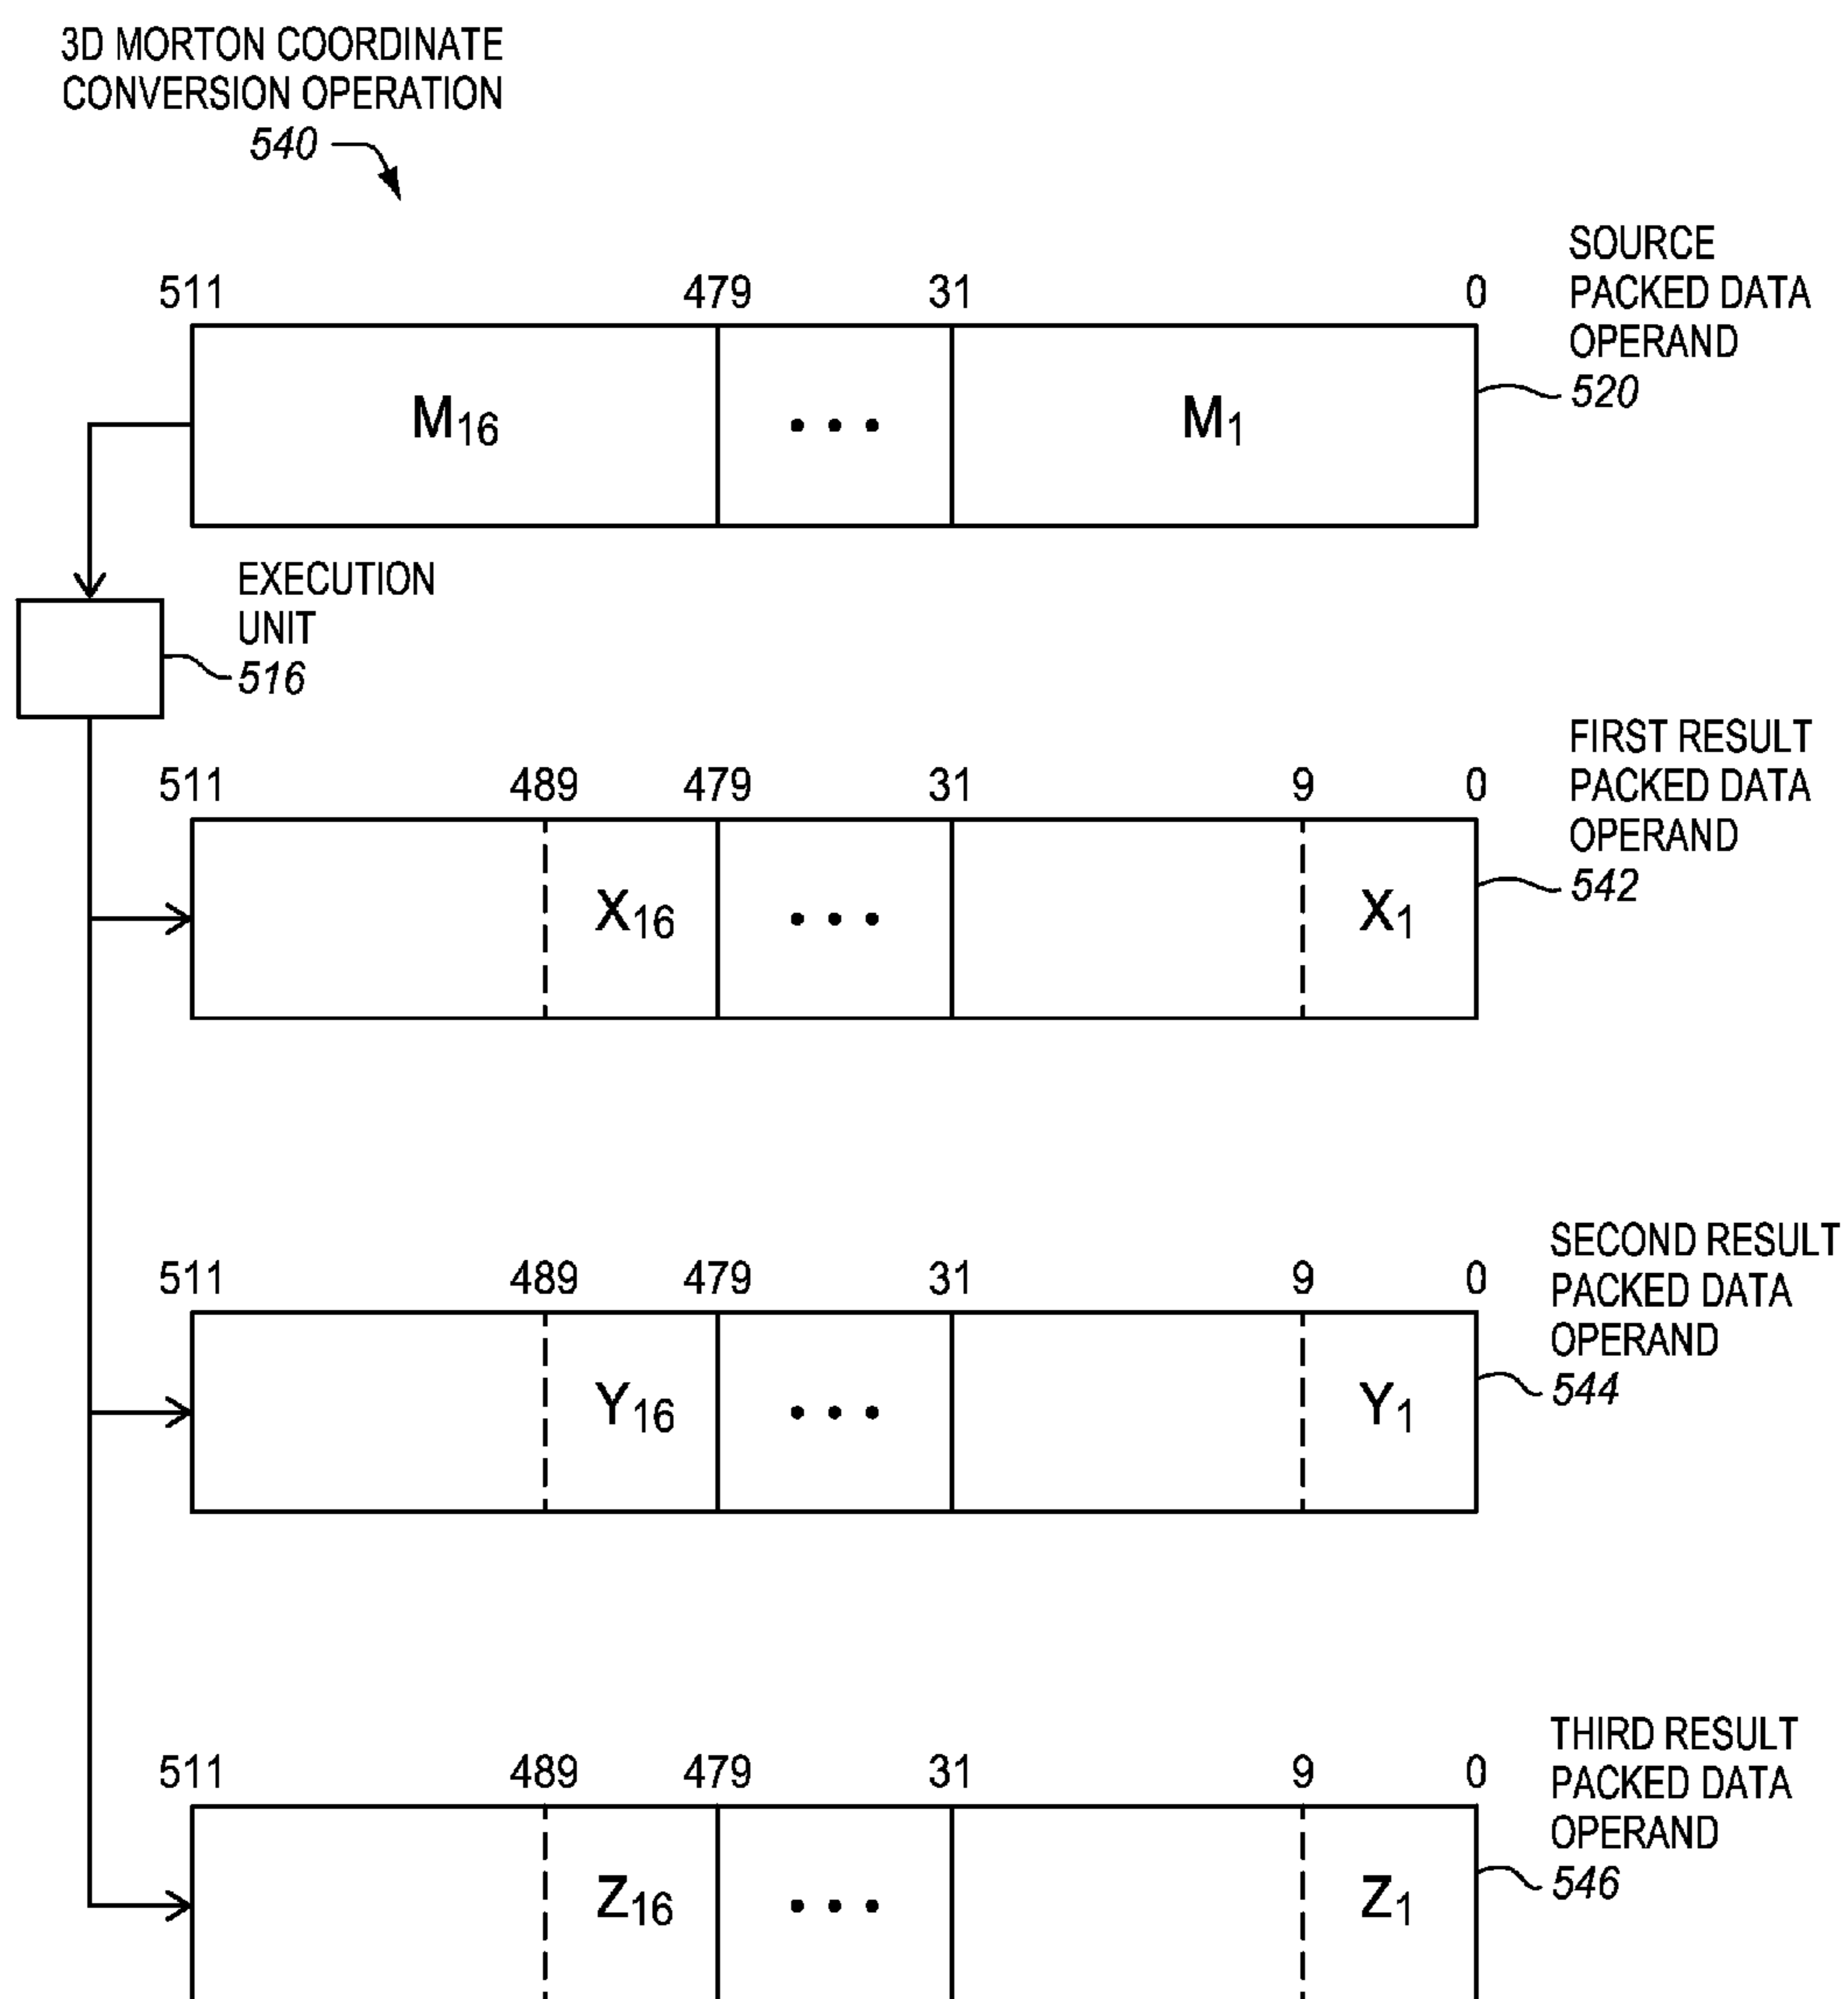 3D MORTON COORDINATE
CONVERSION OPERATION
540
SOURCE
PACKED DATA
OPERAND
520
511 479 31 0
M16 • • • M1
EXECUTION
UNIT
516
FIRST RESULT
PACKED DATA
OPERAND
542
511 489 479 31 9 0
X16 • • • X1
SECOND RESULT
PACKED DATA
OPERAND
544
511 489 479 31 9 0
Y16 • • • Y1
THIRD RESULT
PACKED DATA
OPERAND
546
511 489 479 31 9 0
Z16 • • • Z1